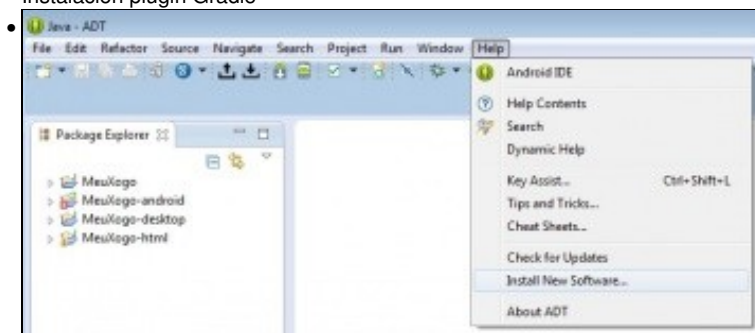 Instalación plugin Gradle
Java - ADT
File Edit Refactor Source Navigate Search Project Run Window Help
Android IDE
Help Contents
Search
Dynamic Help
Key Assist... Ctrl+Shift+L
Tips and Tricks...
Cheat Sheets...
Check for Updates
Install New Software...
About ADT
Package Explorer
MeuXogo
MeuXogo-android
MeuXogo-desktop
MeuXogo-html